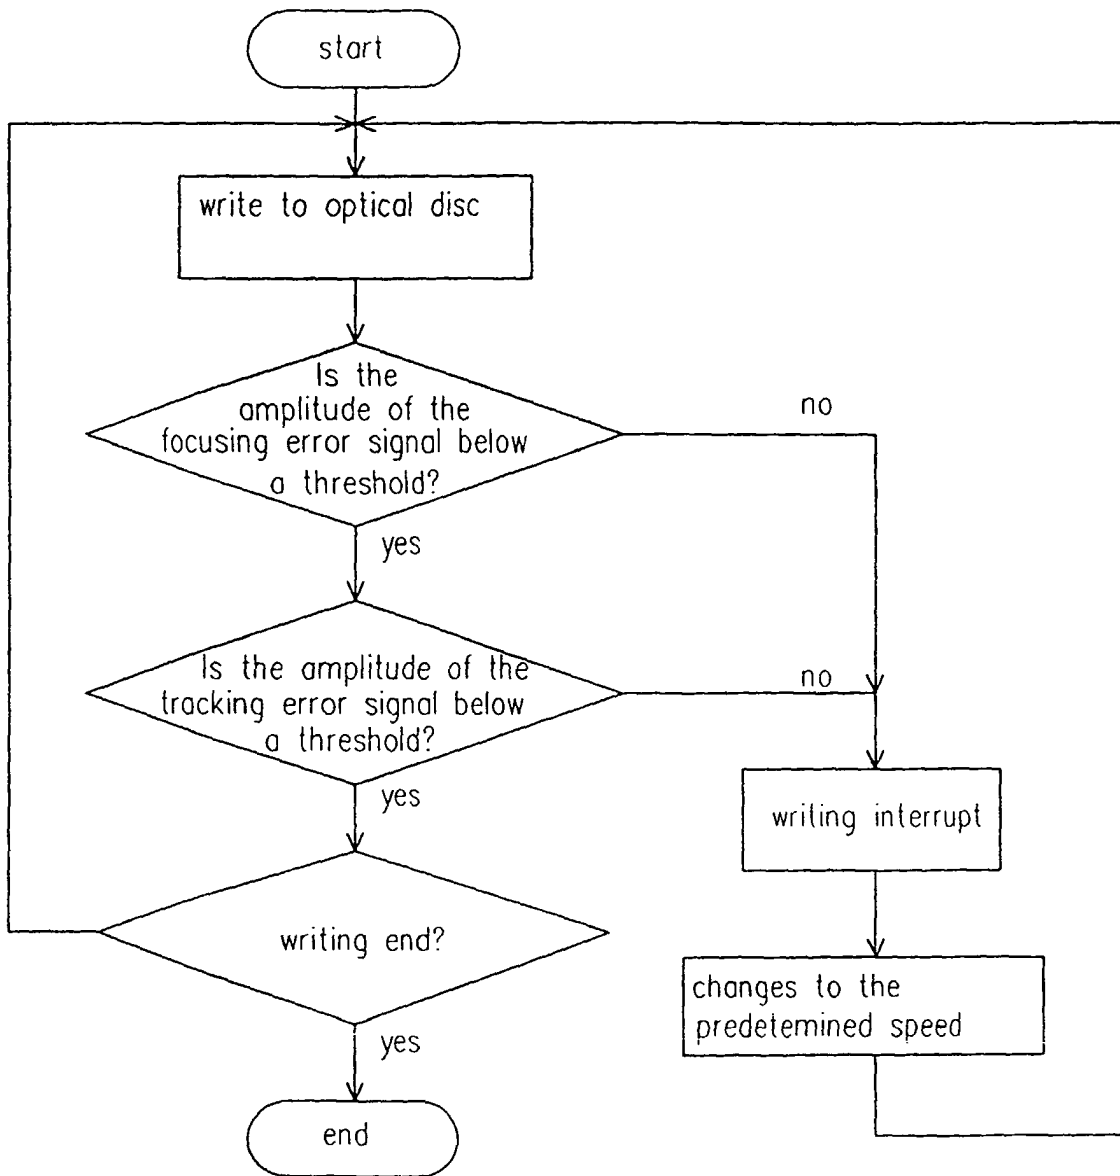 start
write to optical disc
Is the
amplitude of the
focusing error signal below
a threshold?
no
yes
Is the amplitude of the
tracking error signal below
a threshold?
no
yes
writing interrupt
writing end?
changes to the
predetemined speed
yes
end